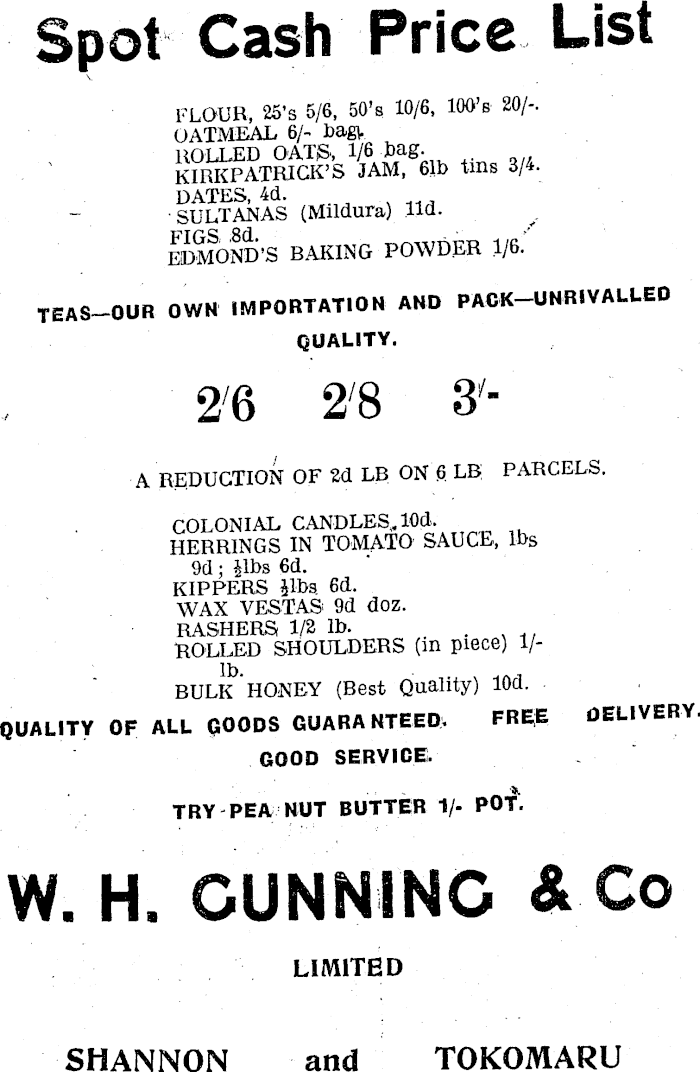 Spot Cash Price List
FLOUR, 25's 5/6, 50's 10/6, 100's 20/-.
OATMEAL 6/- bag.
ROLLED OATS, 1/6 bag.
KIRKPATRICK'S JAM, 6lb tins 3/4.
DATES, 4d.
SULTANAS (Mildura) 11d.
FIGS 8d.
EDMOND'S BAKING POWDER 1/6.
TEAS—OUR OWN IMPORTATION AND PACK—UNRIVALLED
QUALITY.
2/6 2/8 3/-
A REDUCTION OF 2d LB ON 6 LB PARCELS.
COLONIAL CANDLES, 10d.
HERRINGS IN TOMATO SAUCE, lbs
9d; ½lbs 6d.
KIPPERS ½lbs 6d.
WAX VESTAS 9d doz.
RASHERS 1/2 lb.
ROLLED SHOULDERS (in piece) 1/-
lb.
BULK HONEY (Best Quality) 10d.
QUALITY OF ALL GOODS GUARANTEED. FREE DELIVERY.
GOOD SERVICE.
TRY PEA NUT BUTTER 1/- POT.
W. H. GUNNING & Co
LIMITED
SHANNON and TOKOMARU